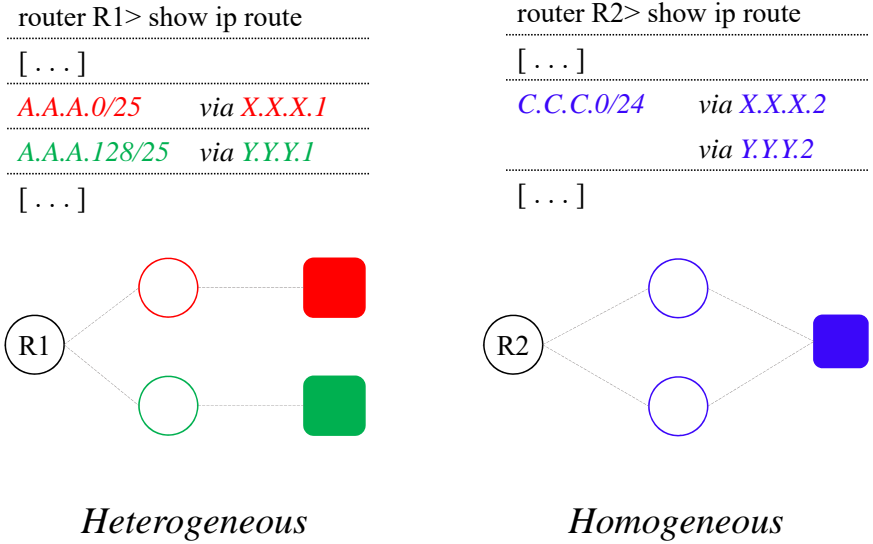 router R1> show ip route
[ . . . ]
A.A.A.0/25 via X.X.X.1
A.A.A.128/25 via Y.Y.Y.1
[ . . . ]
R1
Heterogeneous
router R2> show ip route
[ . . . ]
C.C.C.0/24 via X.X.X.2
via Y.Y.Y.2
[ . . . ]
R2
Homogeneous